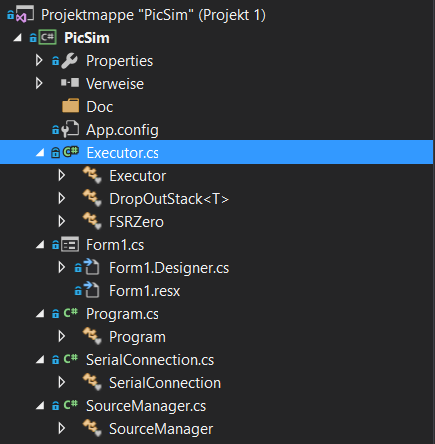 Projektmappe "PicSim" (Projekt 1)
C# PicSim
Properties
Verweise
Doc
App.config
C# Executor.cs
Executor
DropOutStack<T>
FSRZero
Form1.cs
Form1.Designer.cs
Form1.resx
C# Program.cs
Program
C# SerialConnection.cs
SerialConnection
C# SourceManager.cs
SourceManager